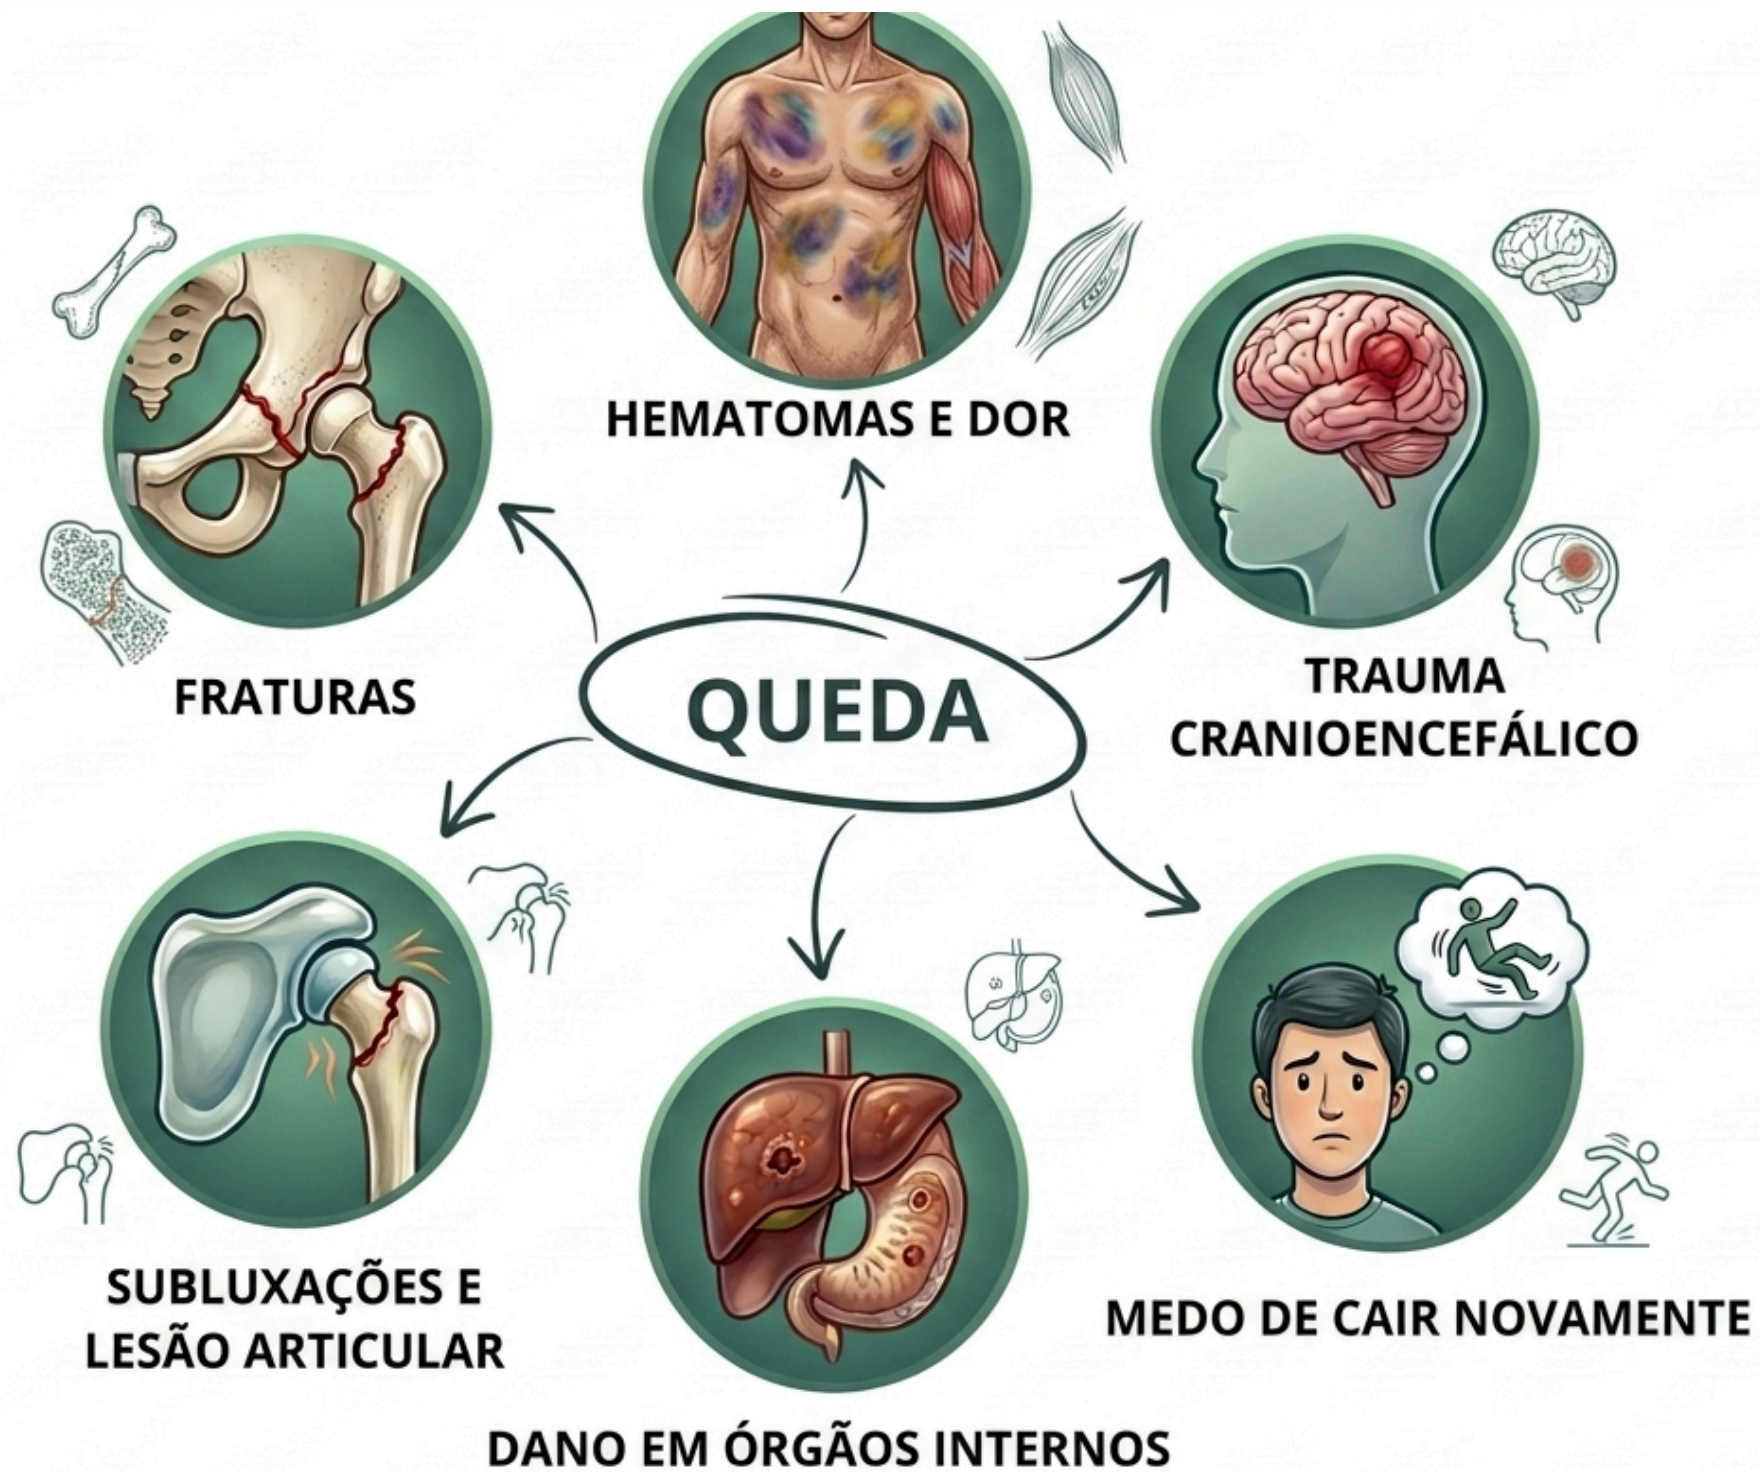 HEMATOMAS E DOR
FRATURAS
QUEDA
TRAUMA
CRANIOENCEFÁLICO
SUBLUXAÇÕES E
LESÃO ARTICULAR
MEDO DE CAIR NOVAMENTE
DANO EM ÓRGÃOS INTERNOS